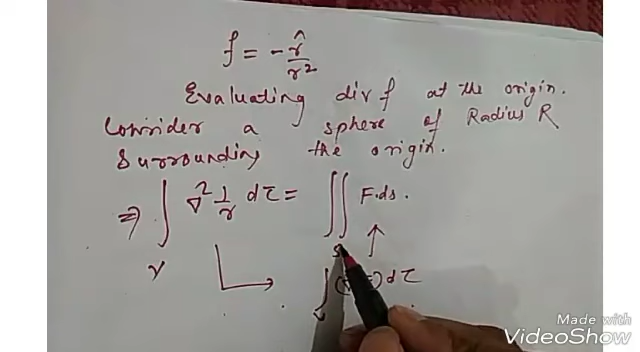 f = - r̂/r²
Evaluating div f at the origin.
Consider a sphere of Radius R
Surrounding the origin.
⇒ ∫ ∇² 1/r dτ = ∬ F.ds.
V S
∫ ( ) dτ
Made with
VideoShow